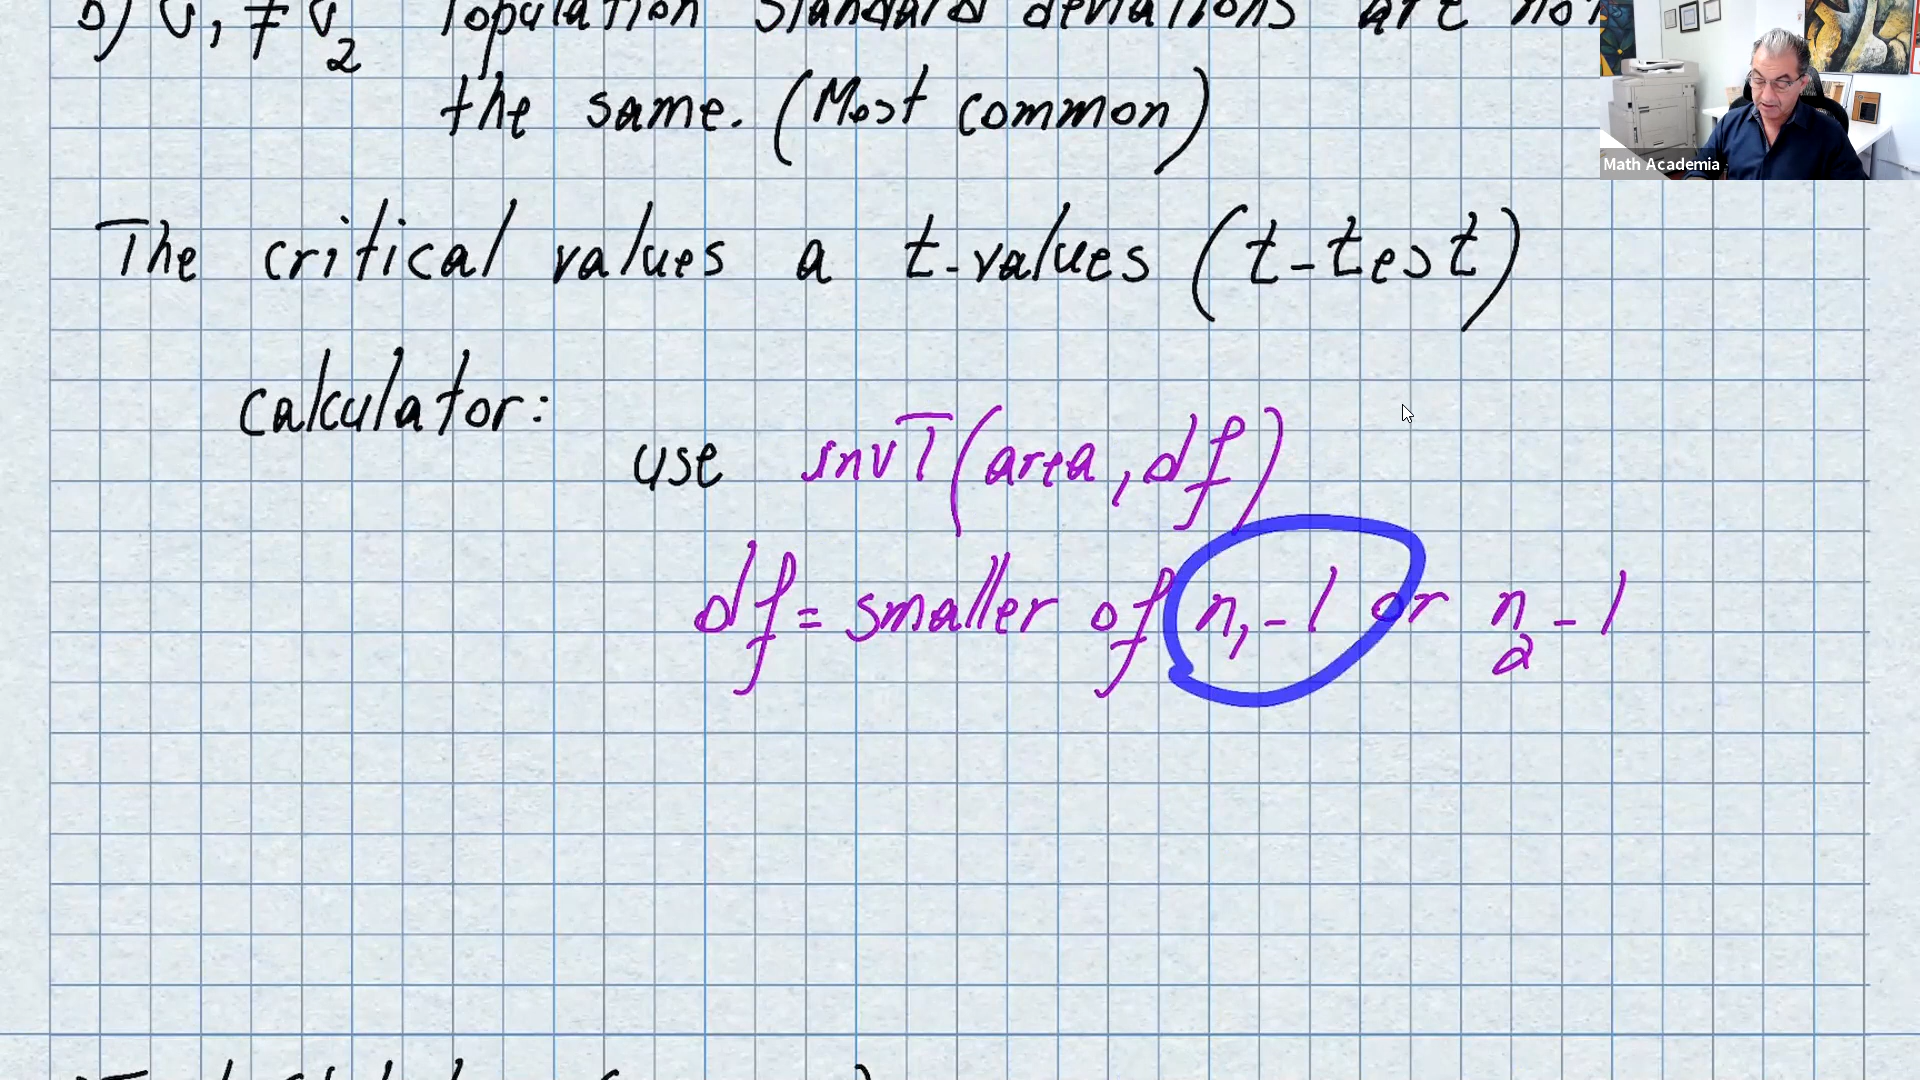 b) σ₁ ≠ σ₂ Population standard deviations are not
the same. (Most common)
Math Academia
The critical values a t-values (t-test)
calculator:
use invT(area, df)
df = smaller of n₁-1 or n₂-1